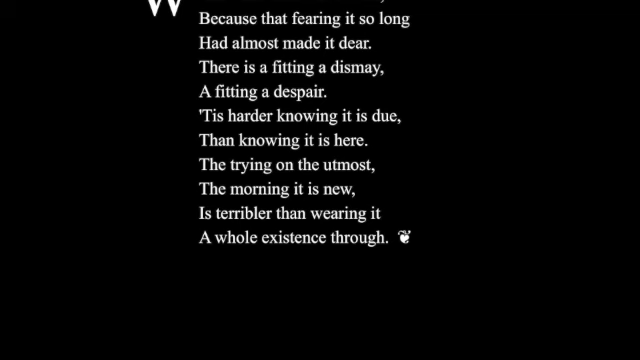 W
Because that fearing it so long
Had almost made it dear.
There is a fitting a dismay,
A fitting a despair.
'Tis harder knowing it is due,
Than knowing it is here.
The trying on the utmost,
The morning it is new,
Is terribler than wearing it
A whole existence through. ❦